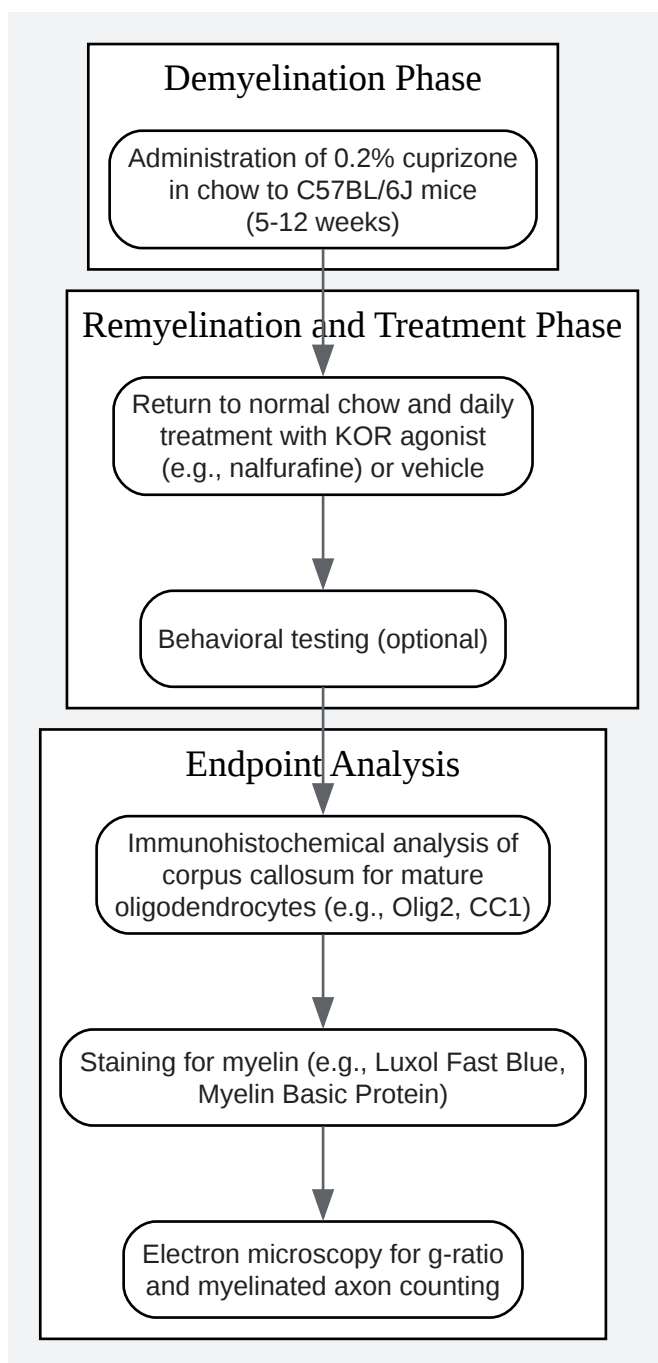 Demyelination Phase
Administration of 0.2% cuprizone
in chow to C57BL/6J mice
(5-12 weeks)
Remyelination and Treatment Phase
Return to normal chow and daily
treatment with KOR agonist
(e.g., nalfurafine) or vehicle
Behavioral testing (optional)
Endpoint Analysis
Immunohistochemical analysis of
corpus callosum for mature
oligodendrocytes (e.g., Olig2, CC1)
Staining for myelin (e.g., Luxol Fast Blue,
Myelin Basic Protein)
Electron microscopy for g-ratio
and myelinated axon counting